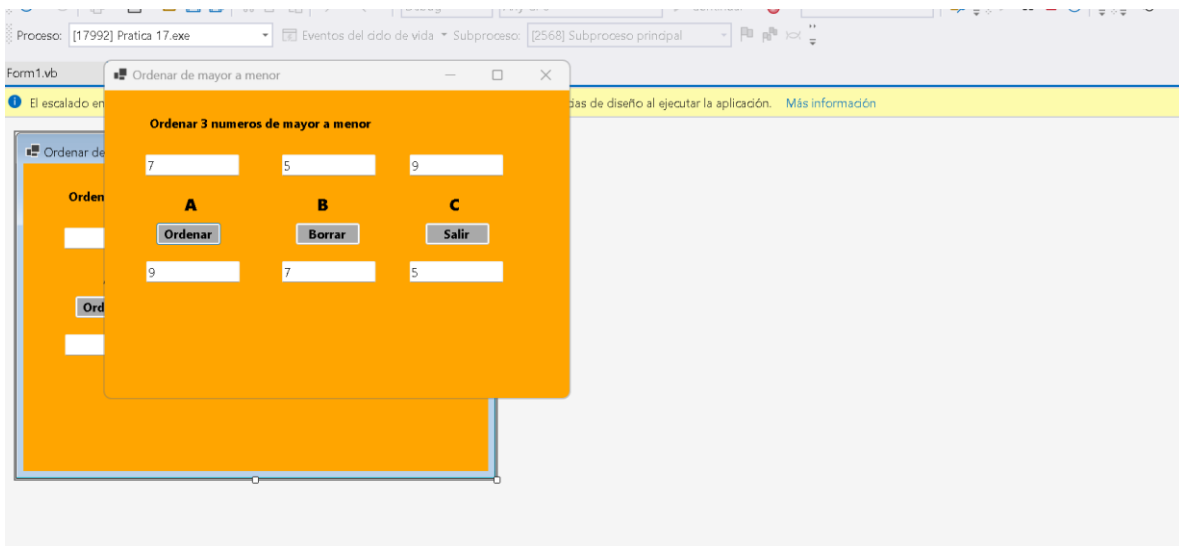 Proceso: [17992] Pratica 17.exe Eventos del ciclo de vida Subproceso: [2568] Subproceso principal
Form1.vb
Ordenar de mayor a menor
El escalado en
de diseño al ejecutar la aplicación. Más información
Ordenar 3 numeros de mayor a menor
Ordenar de
7 5 9
Orden
A B C
Ordenar Borrar Salir
9 7 5
Ord